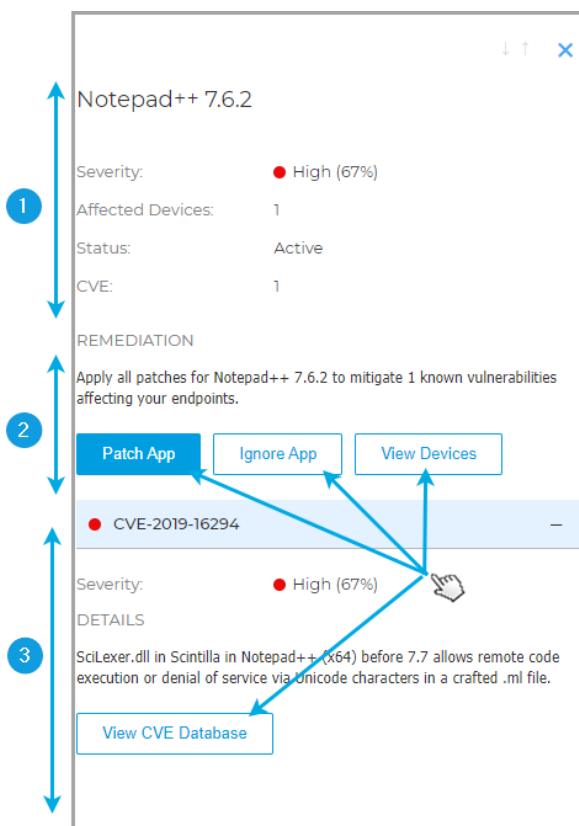 Notepad++ 7.6.2
1
Severity: High (67%)
Affected Devices: 1
Status: Active
CVE: 1
REMEDIATION
2
Apply all patches for Notepad++ 7.6.2 to mitigate 1 known vulnerabilities
affecting your endpoints.
Patch App Ignore App View Devices
CVE-2019-16294
3
Severity: High (67%)
DETAILS
SciLexer.dll in Scintilla in Notepad++ (x64) before 7.7 allows remote code
execution or denial of service via Unicode characters in a crafted .ml file.
View CVE Database